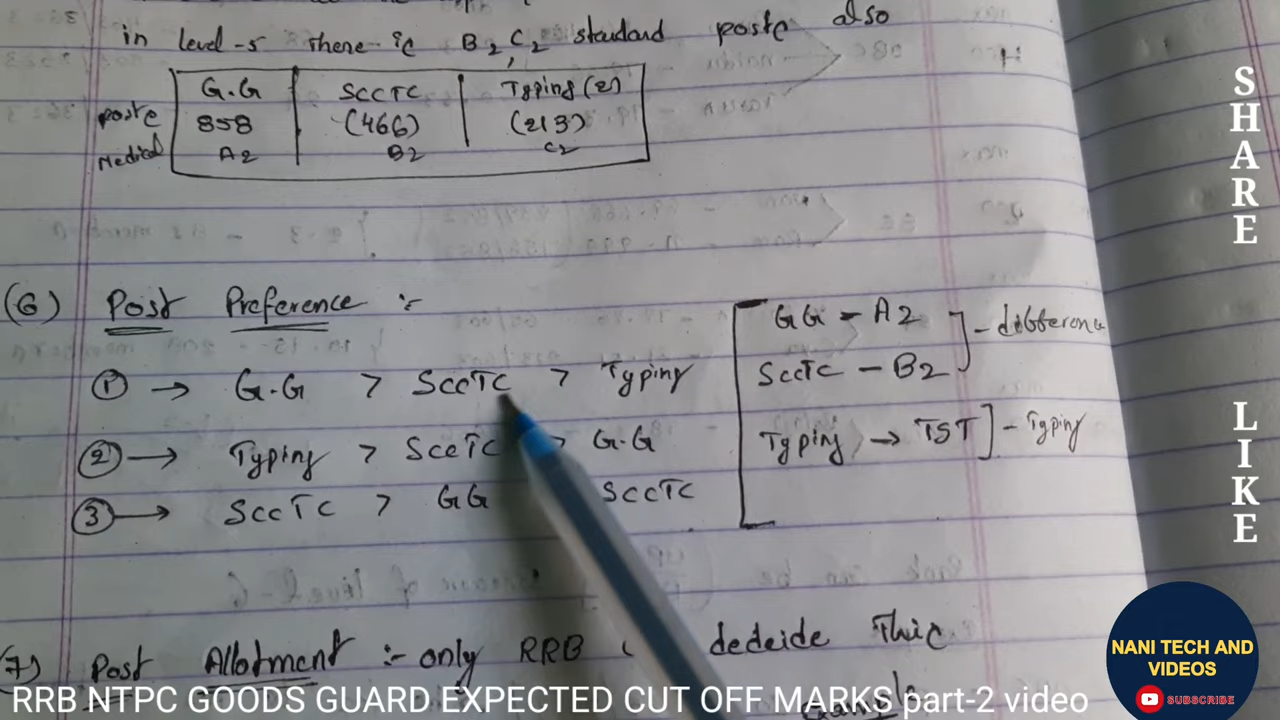 in level-5 there is B2, C2 standard posts also
G.G SCCTC Typing (2)
posts 858 (466) (213)
Medical A2 B2 C2
(6) Post Preference :-
① → G.G > SCCTC > Typing
② → Typing > SCCTC > G.G
③ → SCCTC > GG SCCTC
GG - A2
SCCTC - B2
- difference
Typing → TST - Typing
(7) Post Allotment :- only RRB dedeide This
RRB NTPC GOODS GUARD EXPECTED CUT OFF MARKS part-2 video
SHARE
LIKE
NANI TECH AND
VIDEOS
SUBSCRIBE